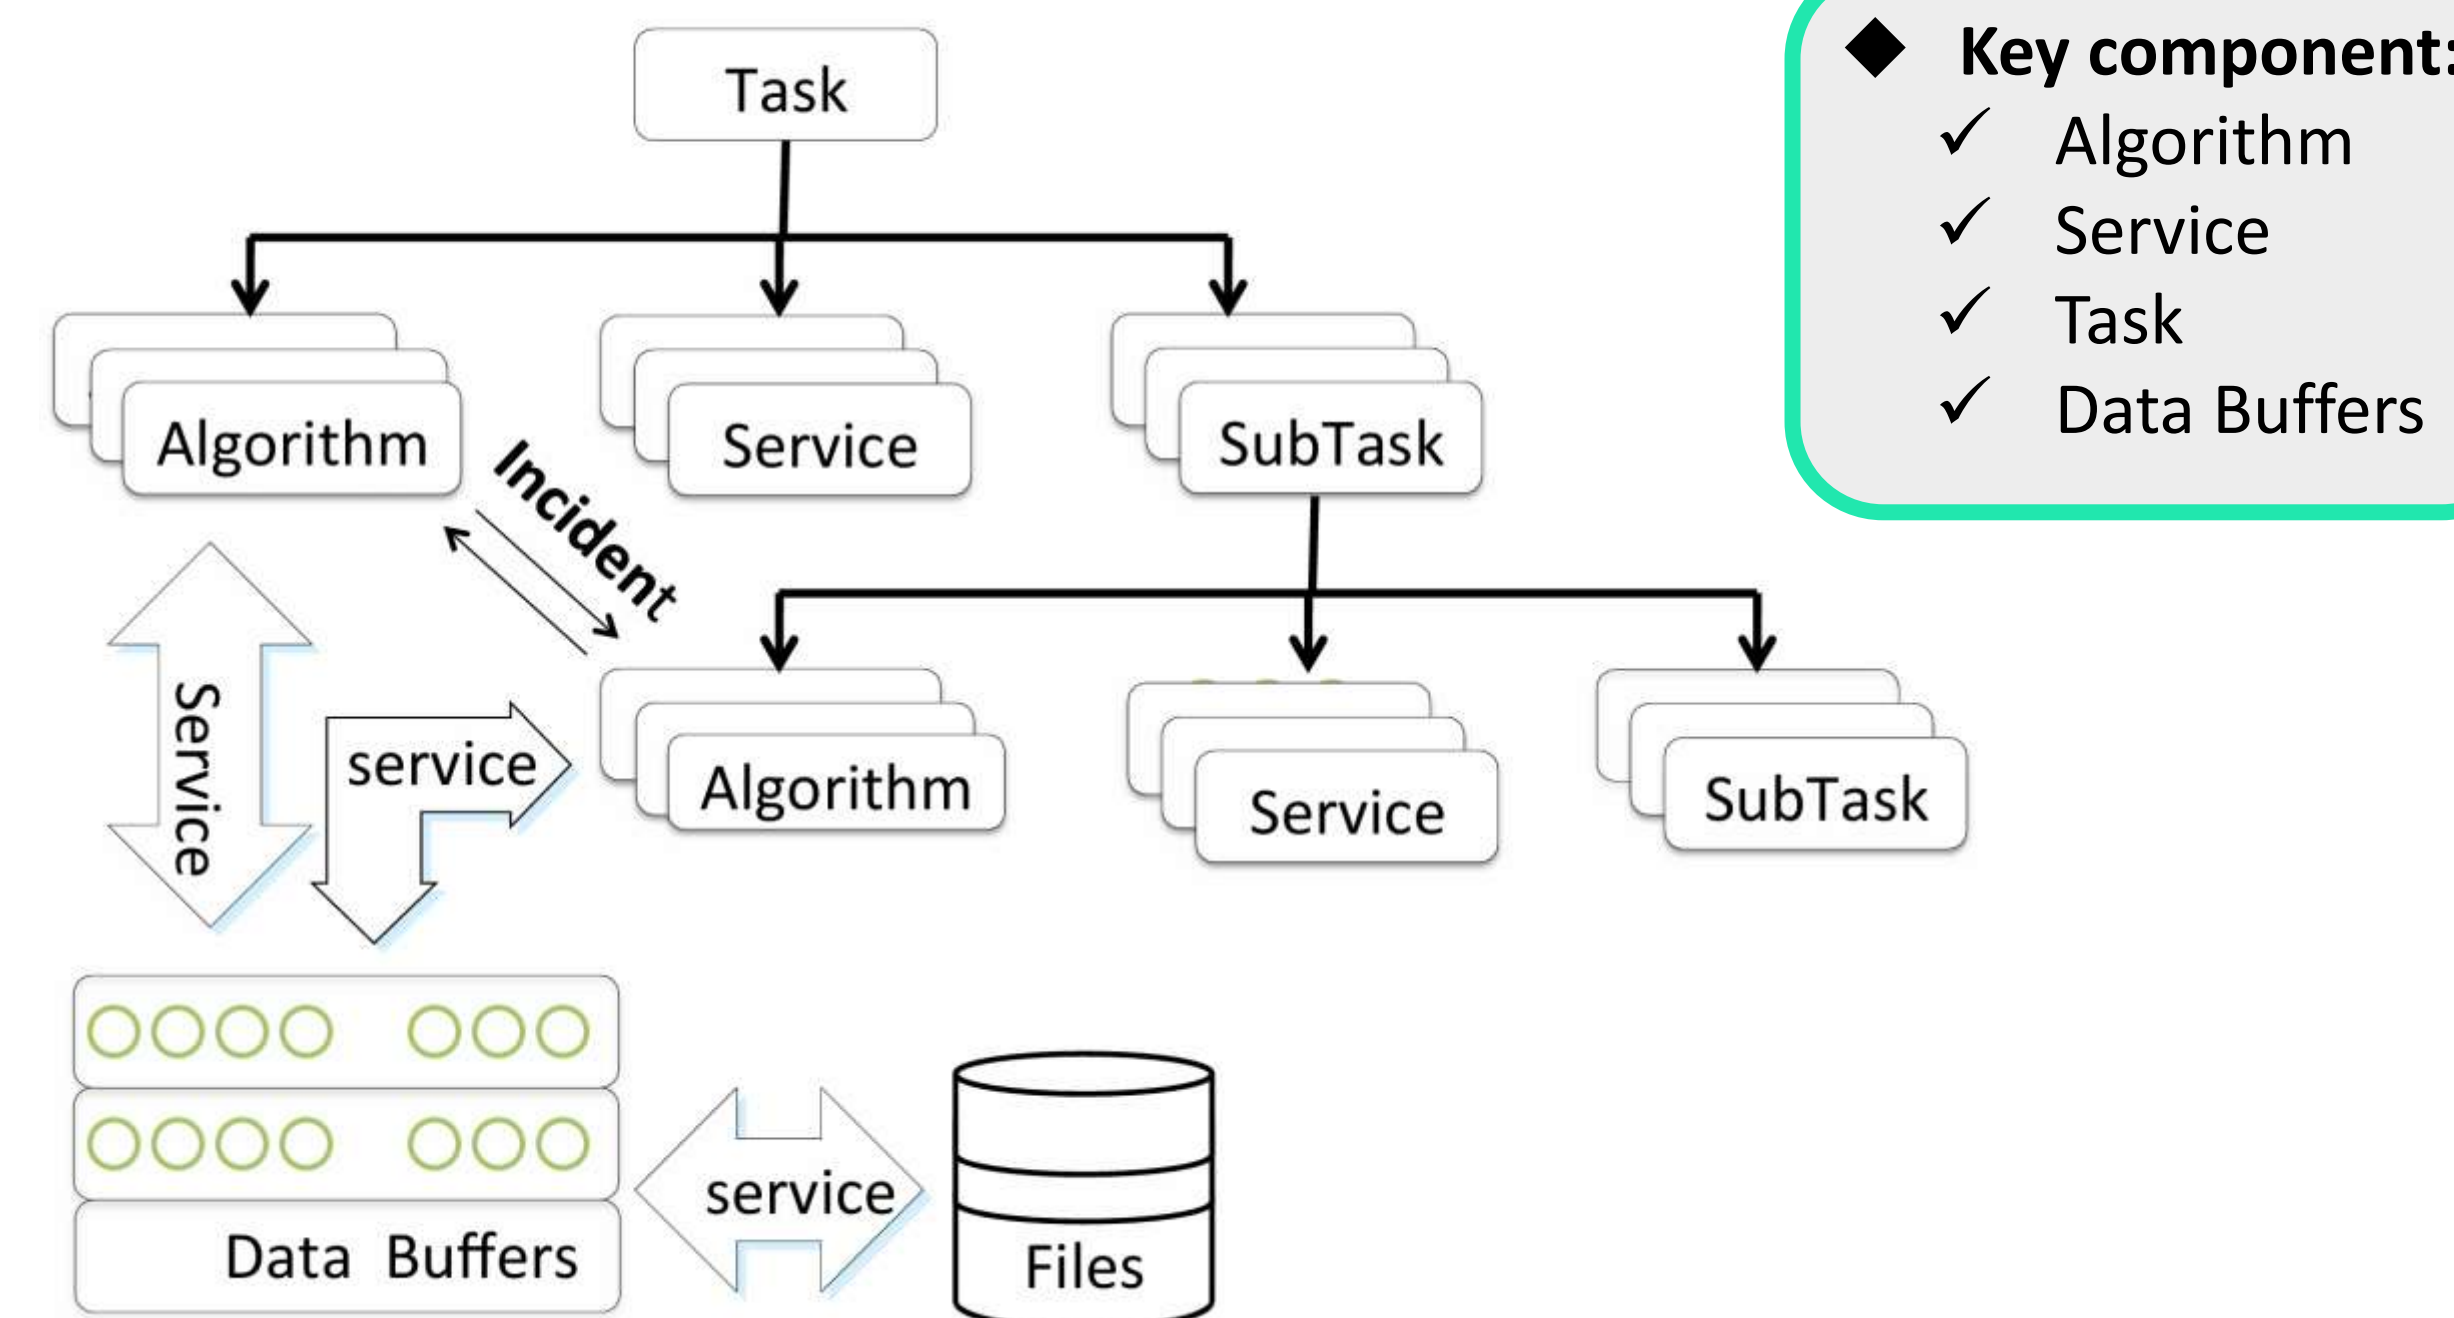 Task
Algorithm
Service
SubTask
Incident
Algorithm
Service
SubTask
Service
service
Data Buffers
service
Files
Key component:
Algorithm
Service
Task
Data Buffers